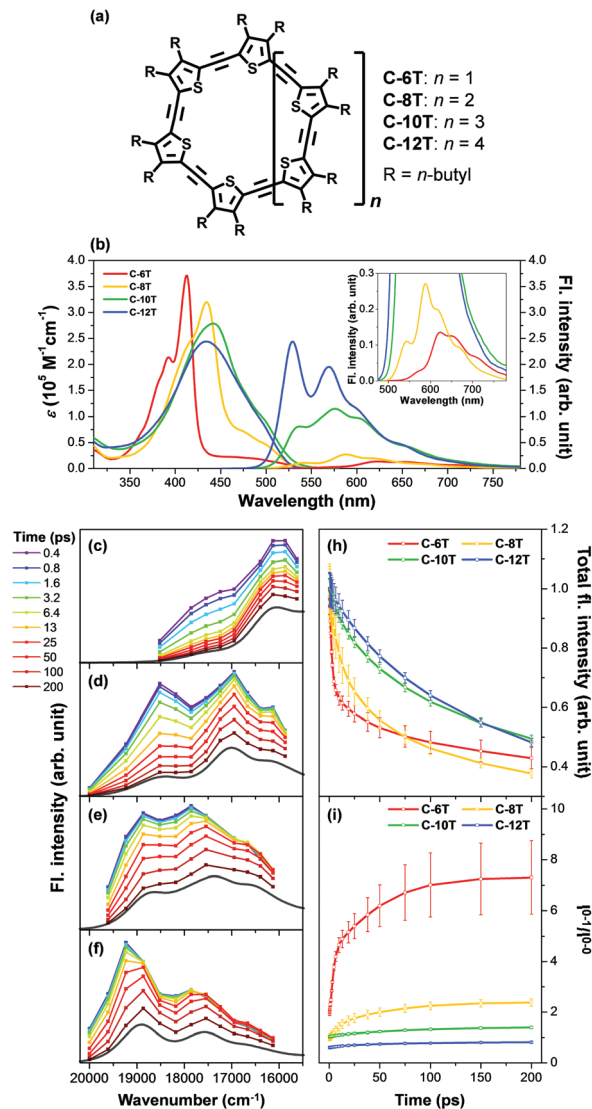 (a)
R R
R R
R R
S S
R S S R
R R
S S
R R
R R
n
C-6T: n = 1
C-8T: n = 2
C-10T: n = 3
C-12T: n = 4
R = n-butyl
(b)
4.0 3.5 3.0 2.5 2.0 1.5 1.0 0.5 0.0
ε (10⁵ M⁻¹cm⁻¹)
C-6T
C-8T
C-10T
C-12T
0.3 0.2 0.1 0.0
Fl. intensity (arb. unit)
500 600 700
Wavelength (nm)
4.0 3.5 3.0 2.5 2.0 1.5 1.0 0.5 0.0
Fl. intensity (arb. unit)
350 400 450 500 550 600 650 700 750
Wavelength (nm)
Time (ps)
0.4
0.8
1.6
3.2
6.4
13
25
50
100
200
(c)
(d)
(e)
(f)
Fl. intensity (arb. unit)
20000 19000 18000 17000 16000
Wavenumber (cm⁻¹)
(h)
C-6T C-8T
C-10T C-12T
1.2 1.0 0.8 0.6 0.4
Total fl. intensity (arb. unit)
(i)
C-6T C-8T
C-10T C-12T
10 8 6 4 2 0
I⁰⁻¹/I⁰⁻⁰
0 50 100 150 200
Time (ps)